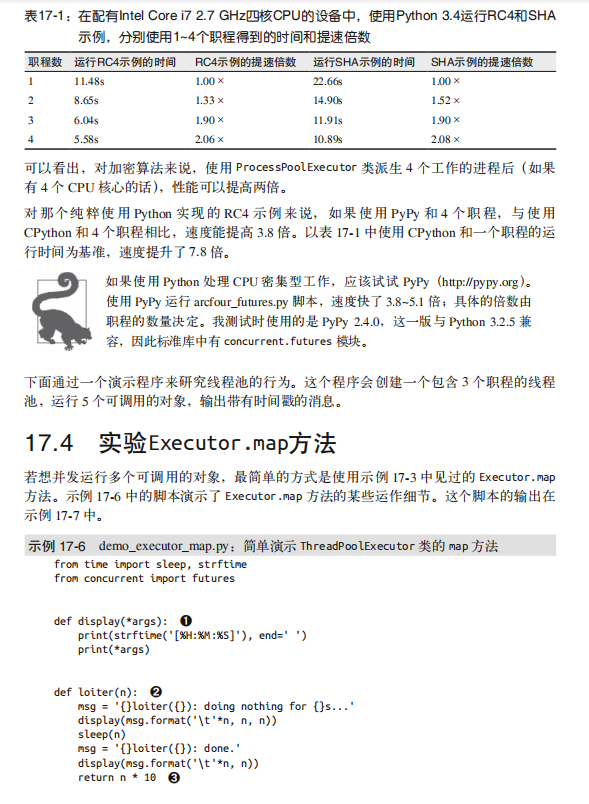 表17-1：在配有Intel Core i7 2.7 GHz四核CPU的设备中，使用Python 3.4运行RC4和SHA
示例，分别使用1~4个职程得到的时间和提速倍数
职程数 运行RC4示例的时间 RC4示例的提速倍数 运行SHA示例的时间 SHA示例的提速倍数
1 11.48s 1.00 × 22.66s 1.00 ×
2 8.65s 1.33 × 14.90s 1.52 ×
3 6.04s 1.90 × 11.91s 1.90 ×
4 5.58s 2.06 × 10.89s 2.08 ×
可以看出，对加密算法来说，使用 ProcessPoolExecutor 类派生 4 个工作的进程后（如果
有 4 个 CPU 核心的话），性能可以提高两倍。
对那个纯粹使用 Python 实现的 RC4 示例来说，如果使用 PyPy 和 4 个职程，与使用
CPython 和 4 个职程相比，速度能提高 3.8 倍。以表 17-1 中使用 CPython 和一个职程的运
行时间为基准，速度提升了 7.8 倍。
如果使用 Python 处理 CPU 密集型工作，应该试试 PyPy（http://pypy.org）。
使用 PyPy 运行 arcfour_futures.py 脚本，速度快了 3.8~5.1 倍；具体的倍数由
职程的数量决定。我测试时使用的是 PyPy 2.4.0，这一版与 Python 3.2.5 兼
容，因此标准库中有 concurrent.futures 模块。
下面通过一个演示程序来研究线程池的行为。这个程序会创建一个包含 3 个职程的线程
池，运行 5 个可调用的对象，输出带有时间戳的消息。
17.4 实验Executor.map方法
若想并发运行多个可调用的对象，最简单的方式是使用示例 17-3 中见过的 Executor.map
方法。示例 17-6 中的脚本演示了 Executor.map 方法的某些运作细节。这个脚本的输出在
示例 17-7 中。
示例 17-6 demo_executor_map.py：简单演示 ThreadPoolExecutor 类的 map 方法
from time import sleep, strftime
from concurrent import futures
def display(*args): ❶
print(strftime('[%H:%M:%S]'), end=' ')
print(*args)
def loiter(n): ❷
msg = '{}loiter({}): doing nothing for {}s...'
display(msg.format('\t'*n, n, n))
sleep(n)
msg = '{}loiter({}): done.'
display(msg.format('\t'*n, n))
return n * 10 ❸